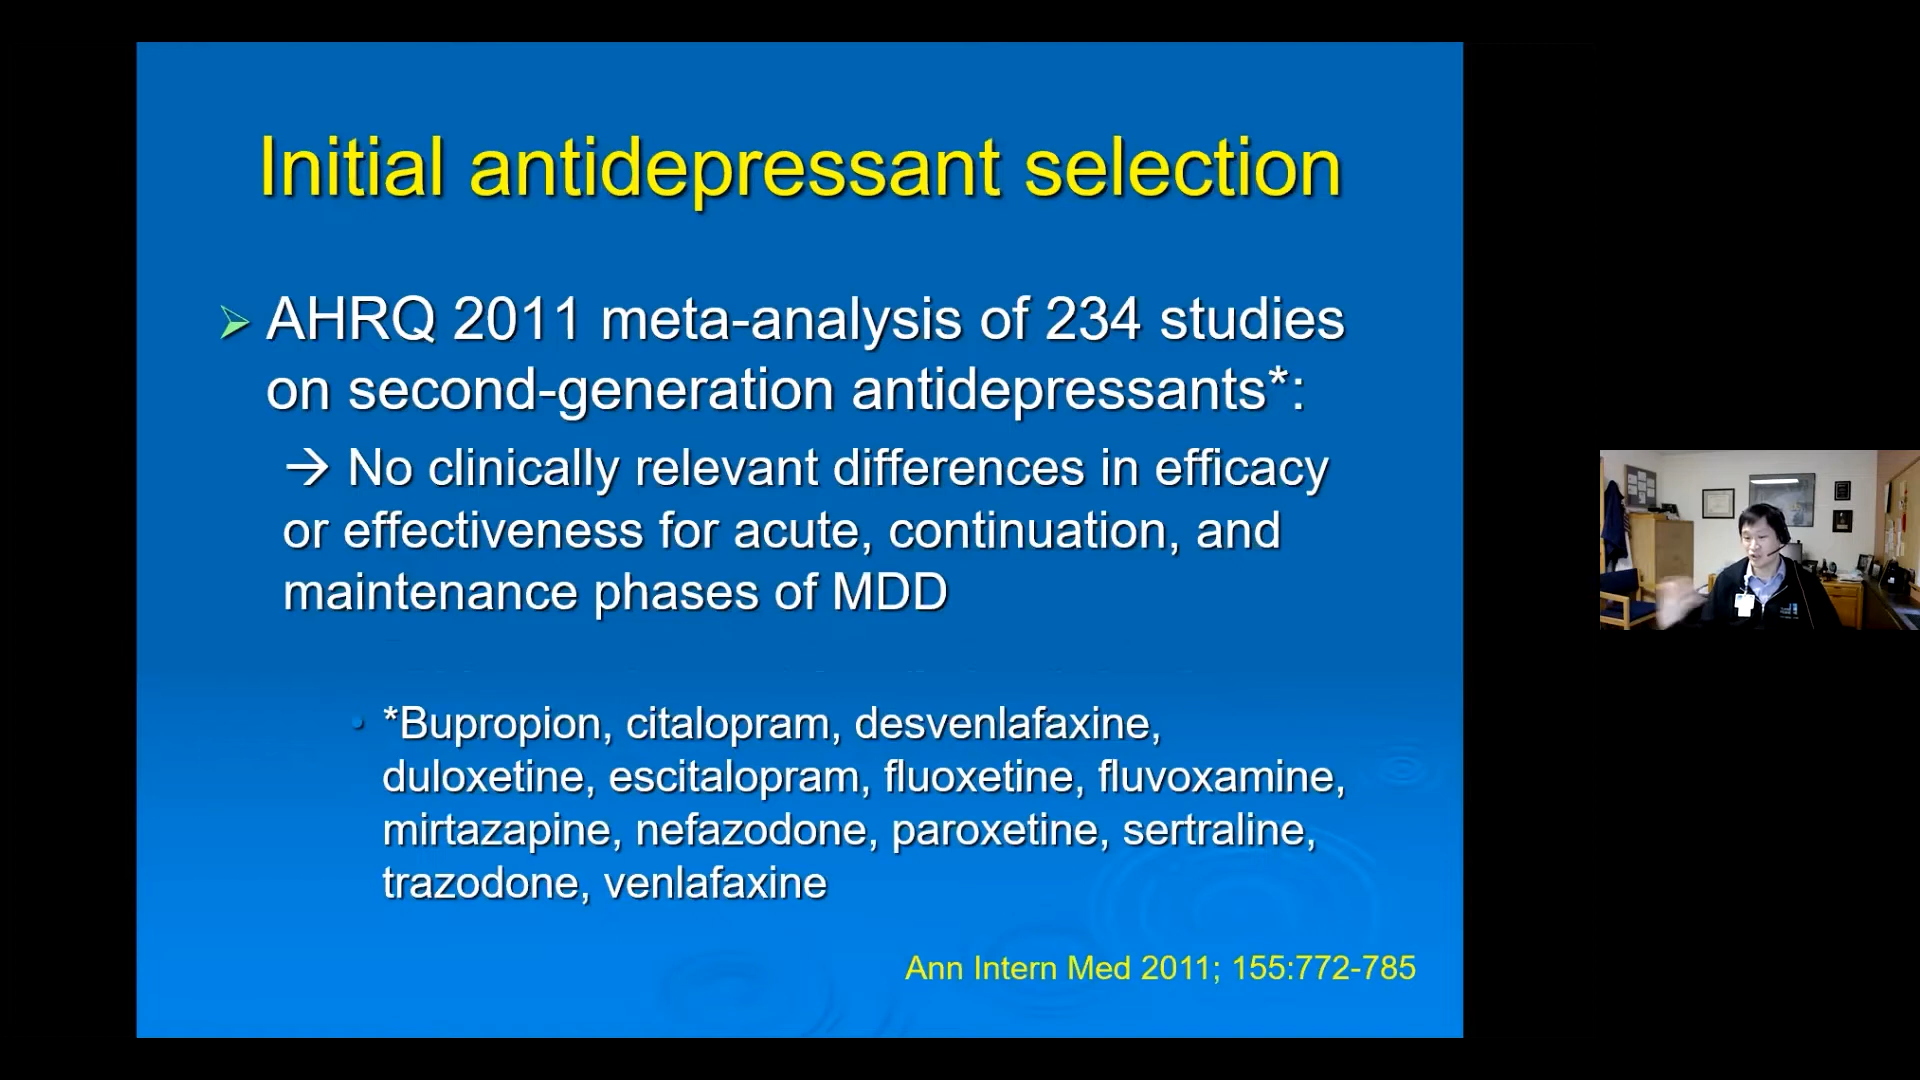 Initial antidepressant selection
AHRQ 2011 meta-analysis of 234 studies
on second-generation antidepressants*:
→ No clinically relevant differences in efficacy
or effectiveness for acute, continuation, and
maintenance phases of MDD
*Bupropion, citalopram, desvenlafaxine,
duloxetine, escitalopram, fluoxetine, fluvoxamine,
mirtazapine, nefazodone, paroxetine, sertraline,
trazodone, venlafaxine
Ann Intern Med 2011; 155:772-785